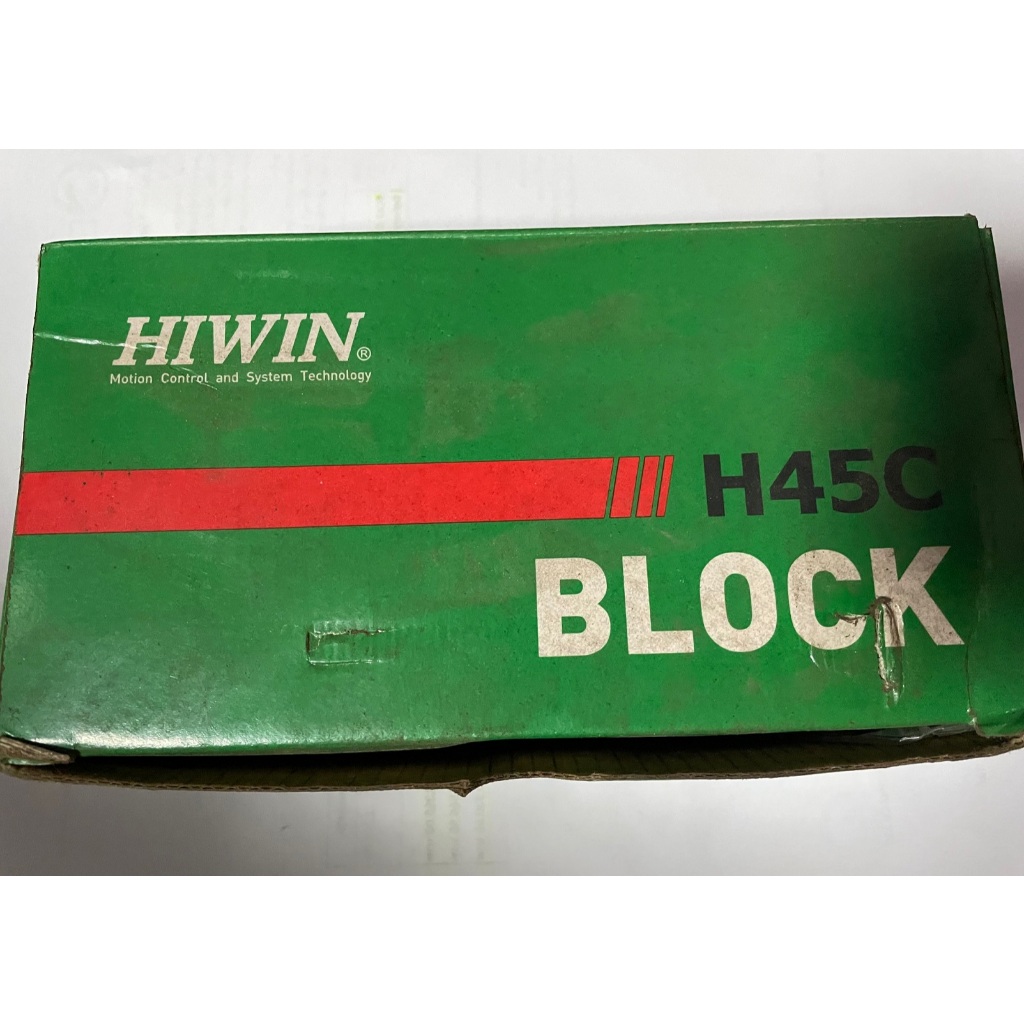 HIWIN®
Motion Control and System Technology
H45C
BLOCK